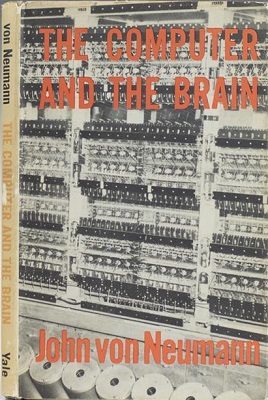 THE COMPUTER
AND THE BRAIN
John von Neumann
von Neumann
THE COMPUTER AND THE BRAIN
Yale